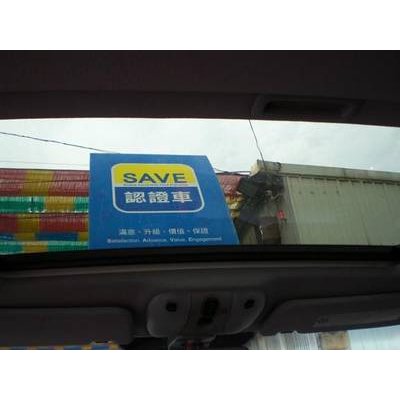 SAVE
認證車
滿意、升級、價值、保證
Satisfaction, Advance, Value, Engagement